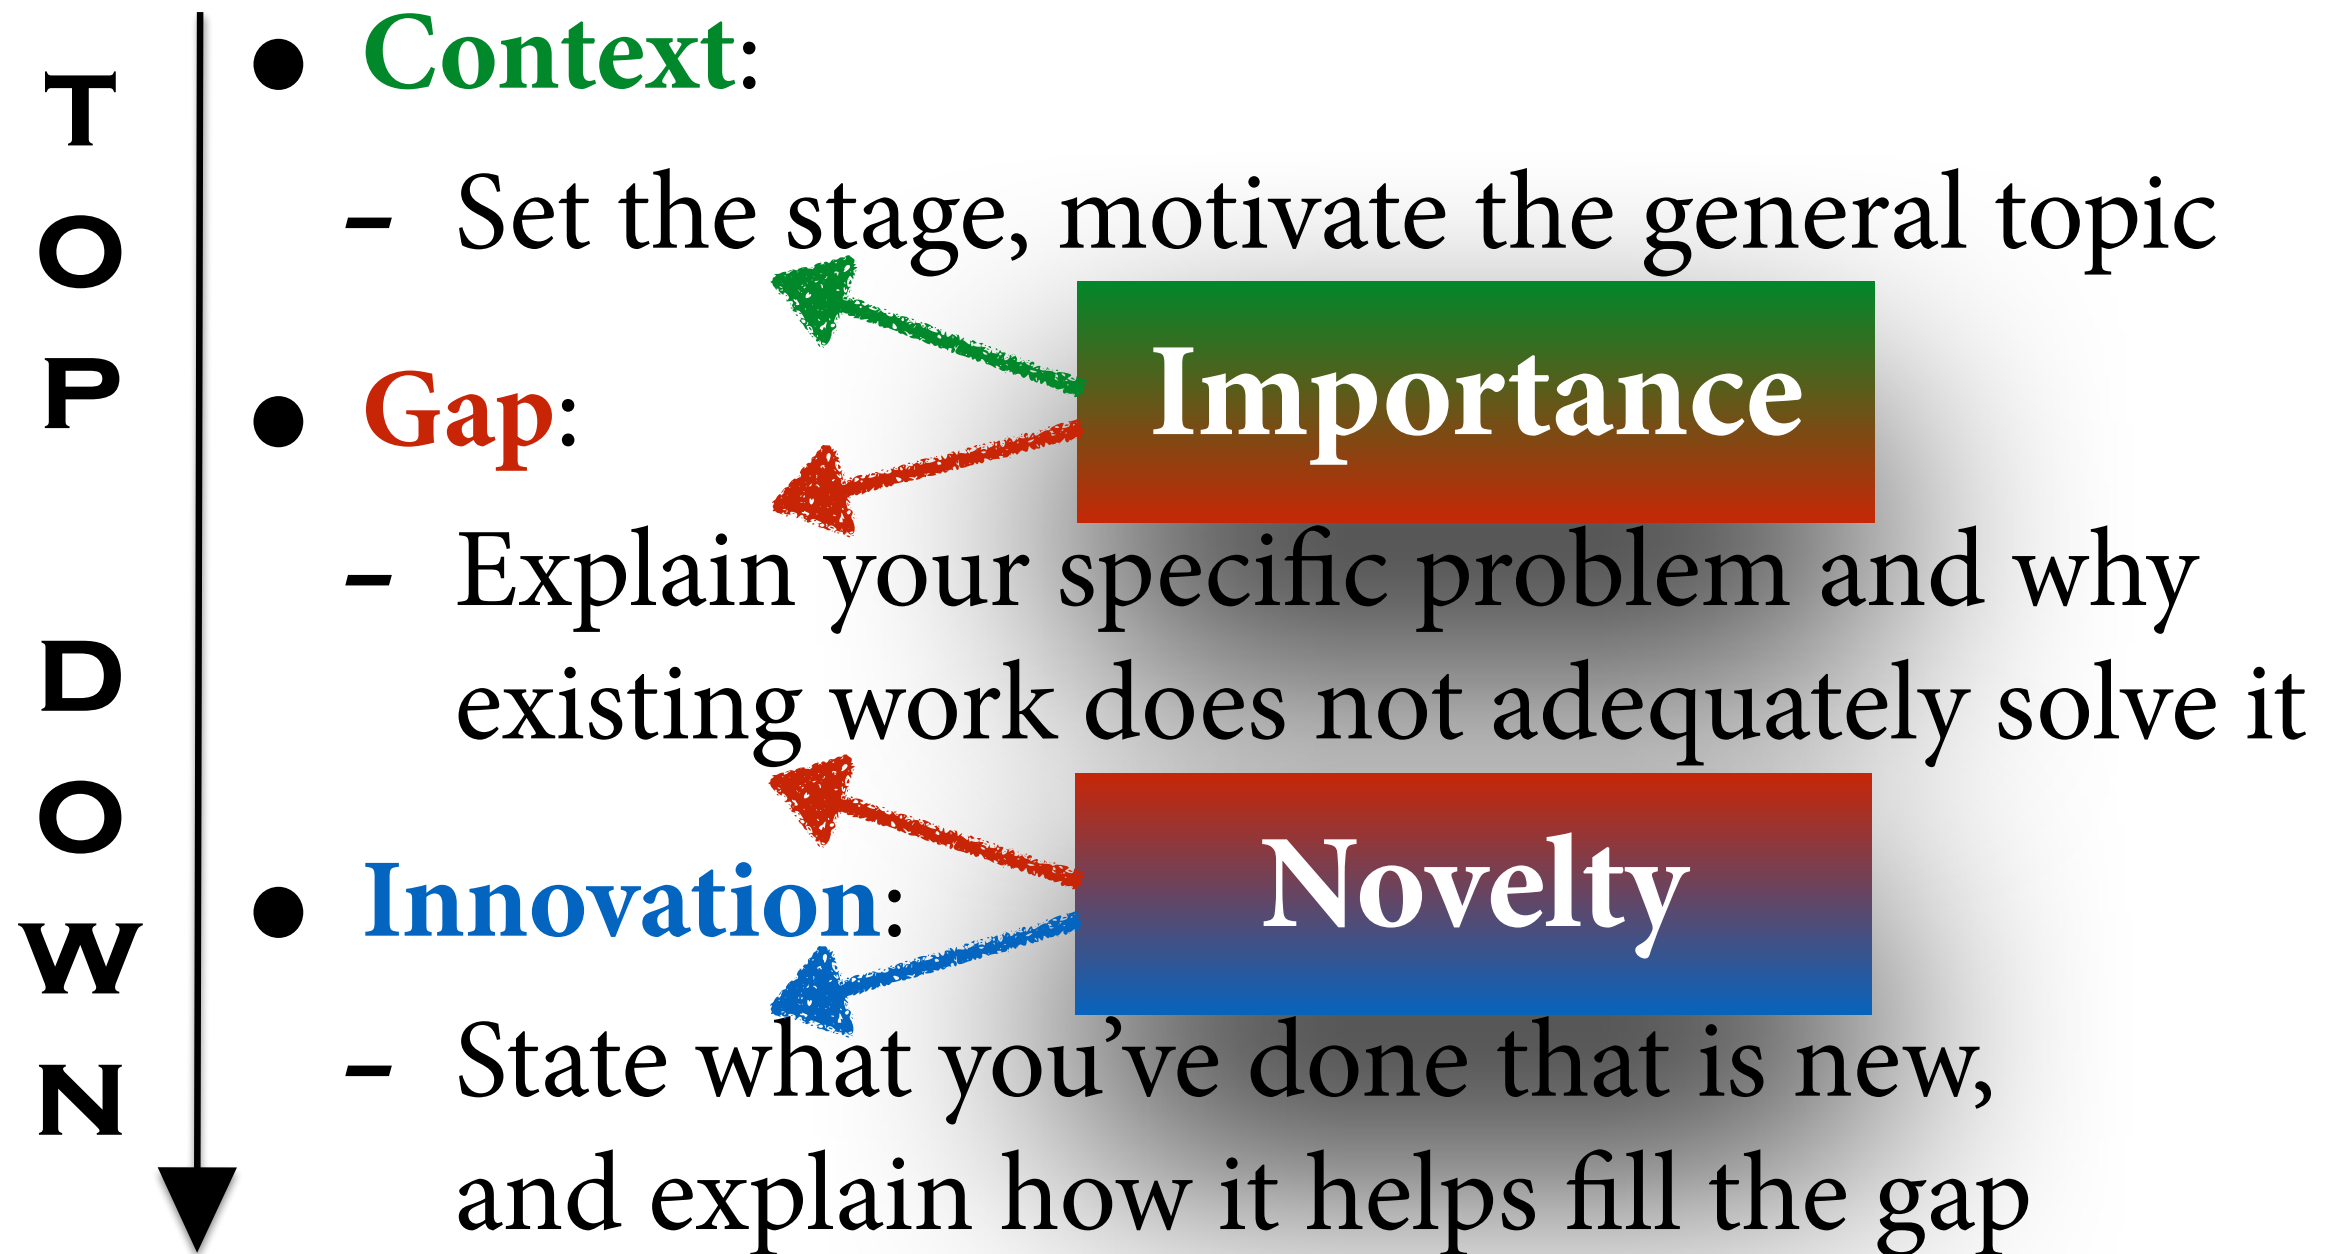 TOP DOWN
• Context:
– Set the stage, motivate the general topic
Importance
• Gap:
– Explain your specific problem and why
existing work does not adequately solve it
Novelty
• Innovation:
– State what you’ve done that is new,
and explain how it helps fill the gap